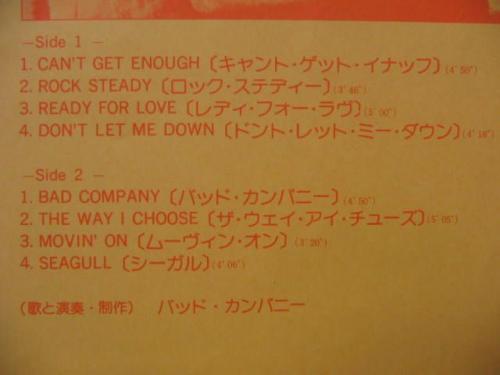 —Side 1 —
1. CAN'T GET ENOUGH〔キャント・ゲット・イナッフ〕
2. ROCK STEADY〔ロック・ステディー〕(3'46")
3. READY FOR LOVE〔レディ・フォー・ラヴ〕(5'00")
4. DON'T LET ME DOWN〔ドント・レット・ミー・ダウン〕(4'18")
—Side 2 —
1. BAD COMPANY〔バッド・カンパニー〕(4'50")
2. THE WAY I CHOOSE〔ザ・ウェイ・アイ・チューズ〕(5'05")
3. MOVIN' ON〔ムーヴィン・オン〕(3'20")
4. SEAGULL〔シーガル〕(4'06")
(歌と演奏・制作) バッド・カンパニー